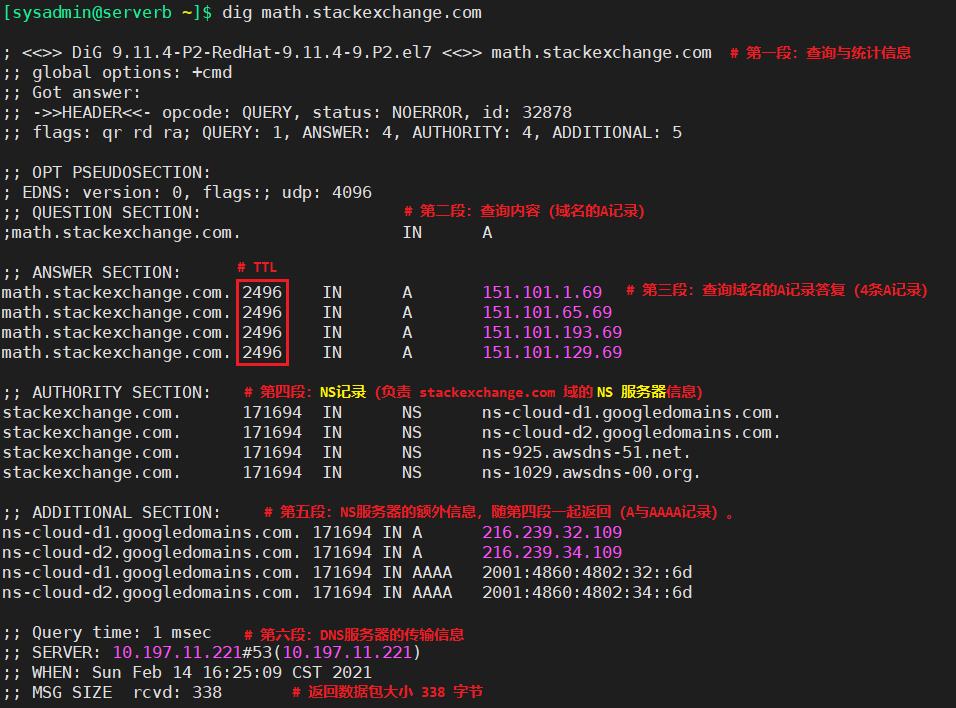 [sysadmin@serverb ~]$ dig math.stackexchange.com
; <<>> DiG 9.11.4-P2-RedHat-9.11.4-9.P2.el7 <<>> math.stackexchange.com # 第一段：查询与统计信息
;; global options: +cmd
;; Got answer:
;; ->>HEADER<<- opcode: QUERY, status: NOERROR, id: 32878
;; flags: qr rd ra; QUERY: 1, ANSWER: 4, AUTHORITY: 4, ADDITIONAL: 5
;; OPT PSEUDOSECTION:
; EDNS: version: 0, flags:; udp: 4096
;; QUESTION SECTION: # 第二段：查询内容（域名的A记录）
;math.stackexchange.com. IN A
;; ANSWER SECTION: # TTL
math.stackexchange.com. 2496 IN A 151.101.1.69 # 第三段：查询域名的A记录答复（4条A记录）
math.stackexchange.com. 2496 IN A 151.101.65.69
math.stackexchange.com. 2496 IN A 151.101.193.69
math.stackexchange.com. 2496 IN A 151.101.129.69
;; AUTHORITY SECTION: # 第四段：NS记录（负责 stackexchange.com 域的 NS 服务器信息）
stackexchange.com. 171694 IN NS ns-cloud-d1.googledomains.com.
stackexchange.com. 171694 IN NS ns-cloud-d2.googledomains.com.
stackexchange.com. 171694 IN NS ns-925.awsdns-51.net.
stackexchange.com. 171694 IN NS ns-1029.awsdns-00.org.
;; ADDITIONAL SECTION: # 第五段：NS服务器的额外信息，随第四段一起返回（A与AAAA记录）。
ns-cloud-d1.googledomains.com. 171694 IN A 216.239.32.109
ns-cloud-d2.googledomains.com. 171694 IN A 216.239.34.109
ns-cloud-d1.googledomains.com. 171694 IN AAAA 2001:4860:4802:32::6d
ns-cloud-d2.googledomains.com. 171694 IN AAAA 2001:4860:4802:34::6d
;; Query time: 1 msec # 第六段：DNS服务器的传输信息
;; SERVER: 10.197.11.221#53(10.197.11.221)
;; WHEN: Sun Feb 14 16:25:09 CST 2021
;; MSG SIZE rcvd: 338 # 返回数据包大小 338 字节